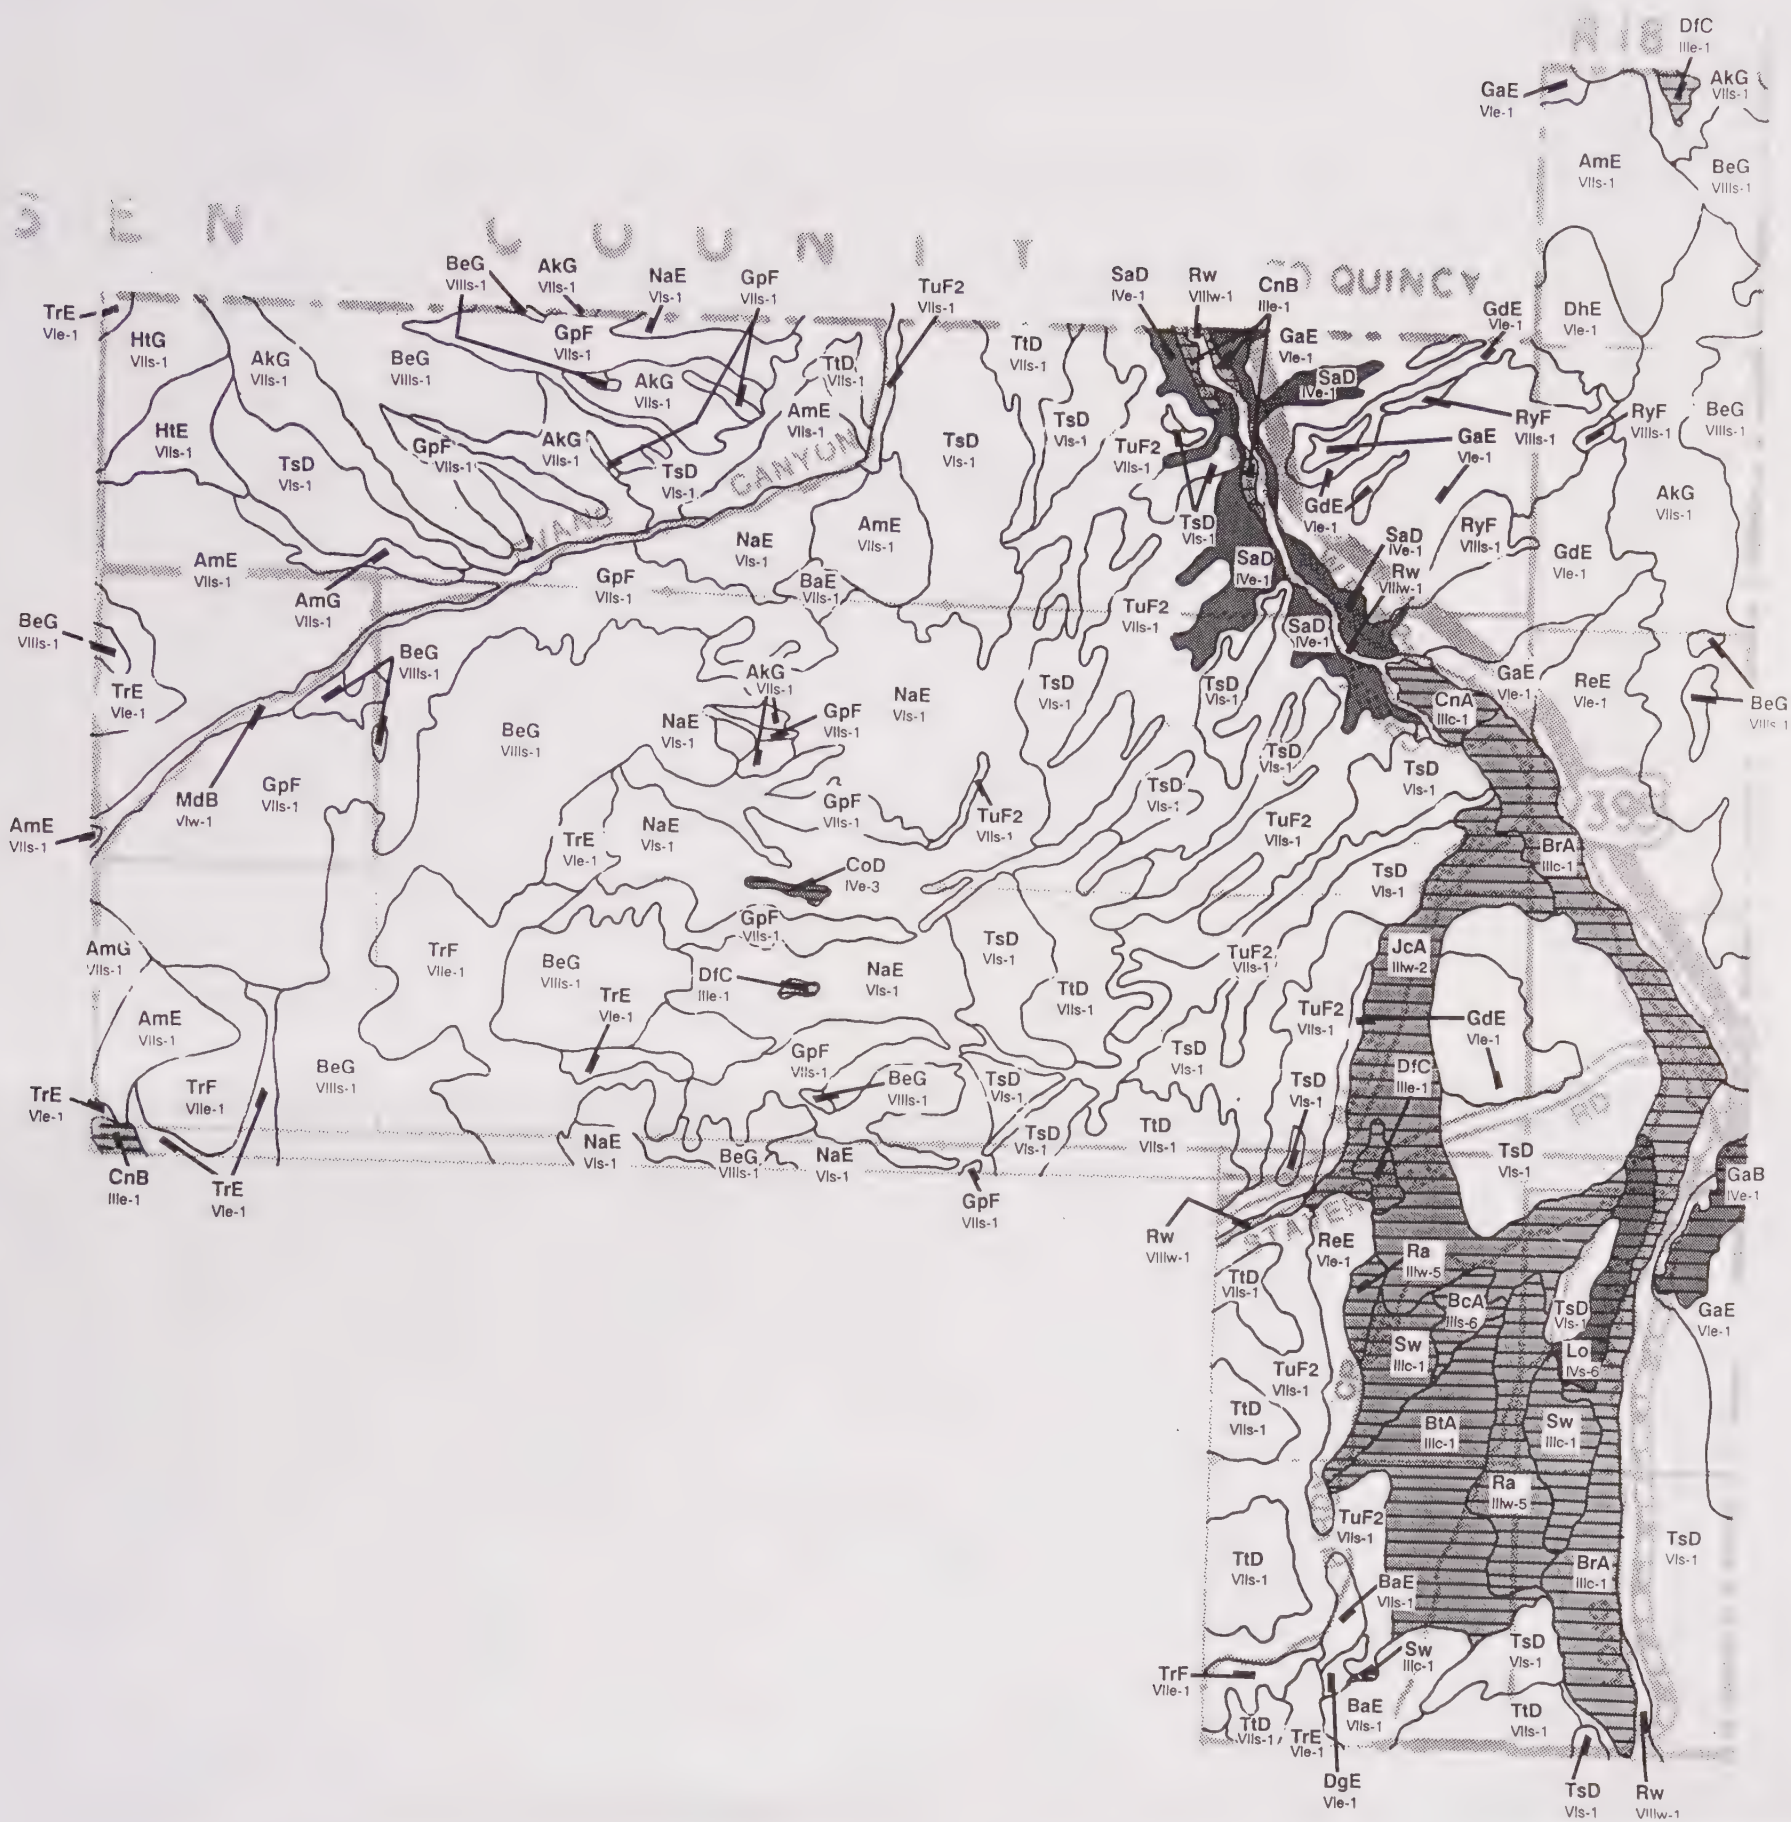 R 18
DfC
IIIe-1
GaE
VIe-1
AkG
VIIs-1
AmE
VIIs-1
BeG
VIIIs-1
S E N C O U N T
TO QUINCY
BeG
VIIIs-1
AkG
VIIs-1
NaE
VIs-1
GpF
VIIs-1
TuF2
VIIs-1
SaD
IVe-1
Rw
VIIIw-1
CnB
IIIe-1
GdE
VIe-1
DhE
VIe-1
TrE
VIe-1
HtG
VIIs-1
AkG
VIIs-1
BeG
VIIIs-1
GpF
VIIs-1
AkG
VIIs-1
TtD
VIIs-1
TtD
VIIs-1
GaE
VIe-1
SaD
IVe-1
HtE
VIIs-1
TsD
VIs-1
GpF
VIIs-1
AkG
VIIs-1
TsD
VIs-1
AmE
VIIs-1
TsD
VIs-1
TsD
VIs-1
TuF2
VIIs-1
GaE
VIe-1
RyF
VIIIs-1
RyF
VIIIs-1
BeG
VIIIs-1
CANYON
AmE
VIIs-1
AmG
VIIs-1
GpF
VIIs-1
NaE
VIs-1
AmE
VIIs-1
BaE
VIIs-1
TsD
VIs-1
GdE
VIe-1
SaD
IVe-1
SaD
IVe-1
Rw
VIIIw-1
RyF
VIIIs-1
GdE
VIe-1
AkG
VIIs-1
BeG
VIIIs-1
TrE
VIe-1
BeG
VIIIs-1
TuF2
VIIs-1
SaD
IVe-1
AkG
VIIs-1
NaE
VIs-1
GpF
VIIs-1
NaE
VIs-1
TsD
VIs-1
TsD
VIs-1
CnA
IIIc-1
GaE
VIe-1
ReE
VIe-1
BeG
VIIIs-1
BeG
VIIIs-1
MdB
VIw-1
GpF
VIIs-1
AmE
VIIs-1
TrE
VIe-1
NaE
VIs-1
GpF
VIIs-1
TuF2
VIIs-1
TsD
VIs-1
TsD
VIs-1
TsD
VIs-1
TuF2
VIIs-1
395
BrA
IIIc-1
CoD
IVe-3
TsD
VIs-1
AmG
VIIs-1
TrF
VIIe-1
BeG
VIIIs-1
GpF
VIIs-1
DfC
IIIe-1
NaE
VIs-1
TsD
VIs-1
TuF2
VIIs-1
JcA
IIIw-2
AmE
VIIs-1
TrE
VIe-1
TtD
VIIs-1
TuF2
VIIs-1
GdE
VIe-1
BeG
VIIIs-1
GpF
VIIs-1
BeG
VIIIs-1
TsD
VIs-1
TsD
VIs-1
TsD
VIs-1
DfC
IIIe-1
RD
TrE
VIe-1
TrF
VIIe-1
NaE
VIs-1
BeG
VIIIs-1
NaE
VIs-1
TsD
VIs-1
TtD
VIIs-1
TsD
VIs-1
GaB
IVe-1
CnB
IIIe-1
TrE
VIe-1
GpF
VIIs-1
Rw
VIIIw-1
ReE
VIe-1
Ra
IIIw-5
TtD
VIIs-1
BcA
IIIs-6
TsD
VIs-1
GaE
VIe-1
Sw
IIIc-1
Lo
IVs-6
TuF2
VIIs-1
TtD
VIIs-1
BtA
IIIc-1
Sw
IIIc-1
Ra
IIIw-5
TuF2
VIIs-1
TtD
VIIs-1
BaE
VIIs-1
BrA
IIIc-1
TsD
VIs-1
TrF
VIIe-1
Sw
IIIc-1
TsD
VIs-1
TtD
VIIs-1
TrE
VIe-1
BaE
VIIs-1
TtD
VIIs-1
DgE
VIe-1
TsD
VIs-1
Rw
VIIIw-1